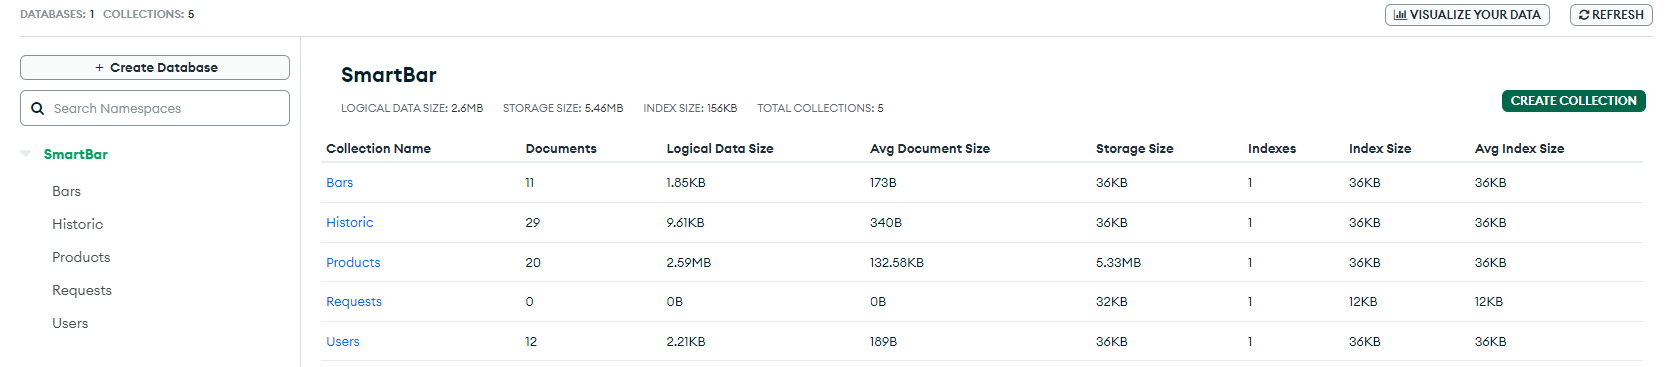 DATABASES: 1 COLLECTIONS: 5
VISUALIZE YOUR DATA
REFRESH
+ Create Database
Search Namespaces
SmartBar
Bars
Historic
Products
Requests
Users
SmartBar
LOGICAL DATA SIZE: 2.6MB STORAGE SIZE: 5.46MB INDEX SIZE: 156KB TOTAL COLLECTIONS: 5
CREATE COLLECTION
Collection Name Documents Logical Data Size Avg Document Size Storage Size Indexes Index Size Avg Index Size
Bars 11 1.85KB 173B 36KB 1 36KB 36KB
Historic 29 9.61KB 340B 36KB 1 36KB 36KB
Products 20 2.59MB 132.58KB 5.33MB 1 36KB 36KB
Requests 0 0B 0B 32KB 1 12KB 12KB
Users 12 2.21KB 189B 36KB 1 36KB 36KB